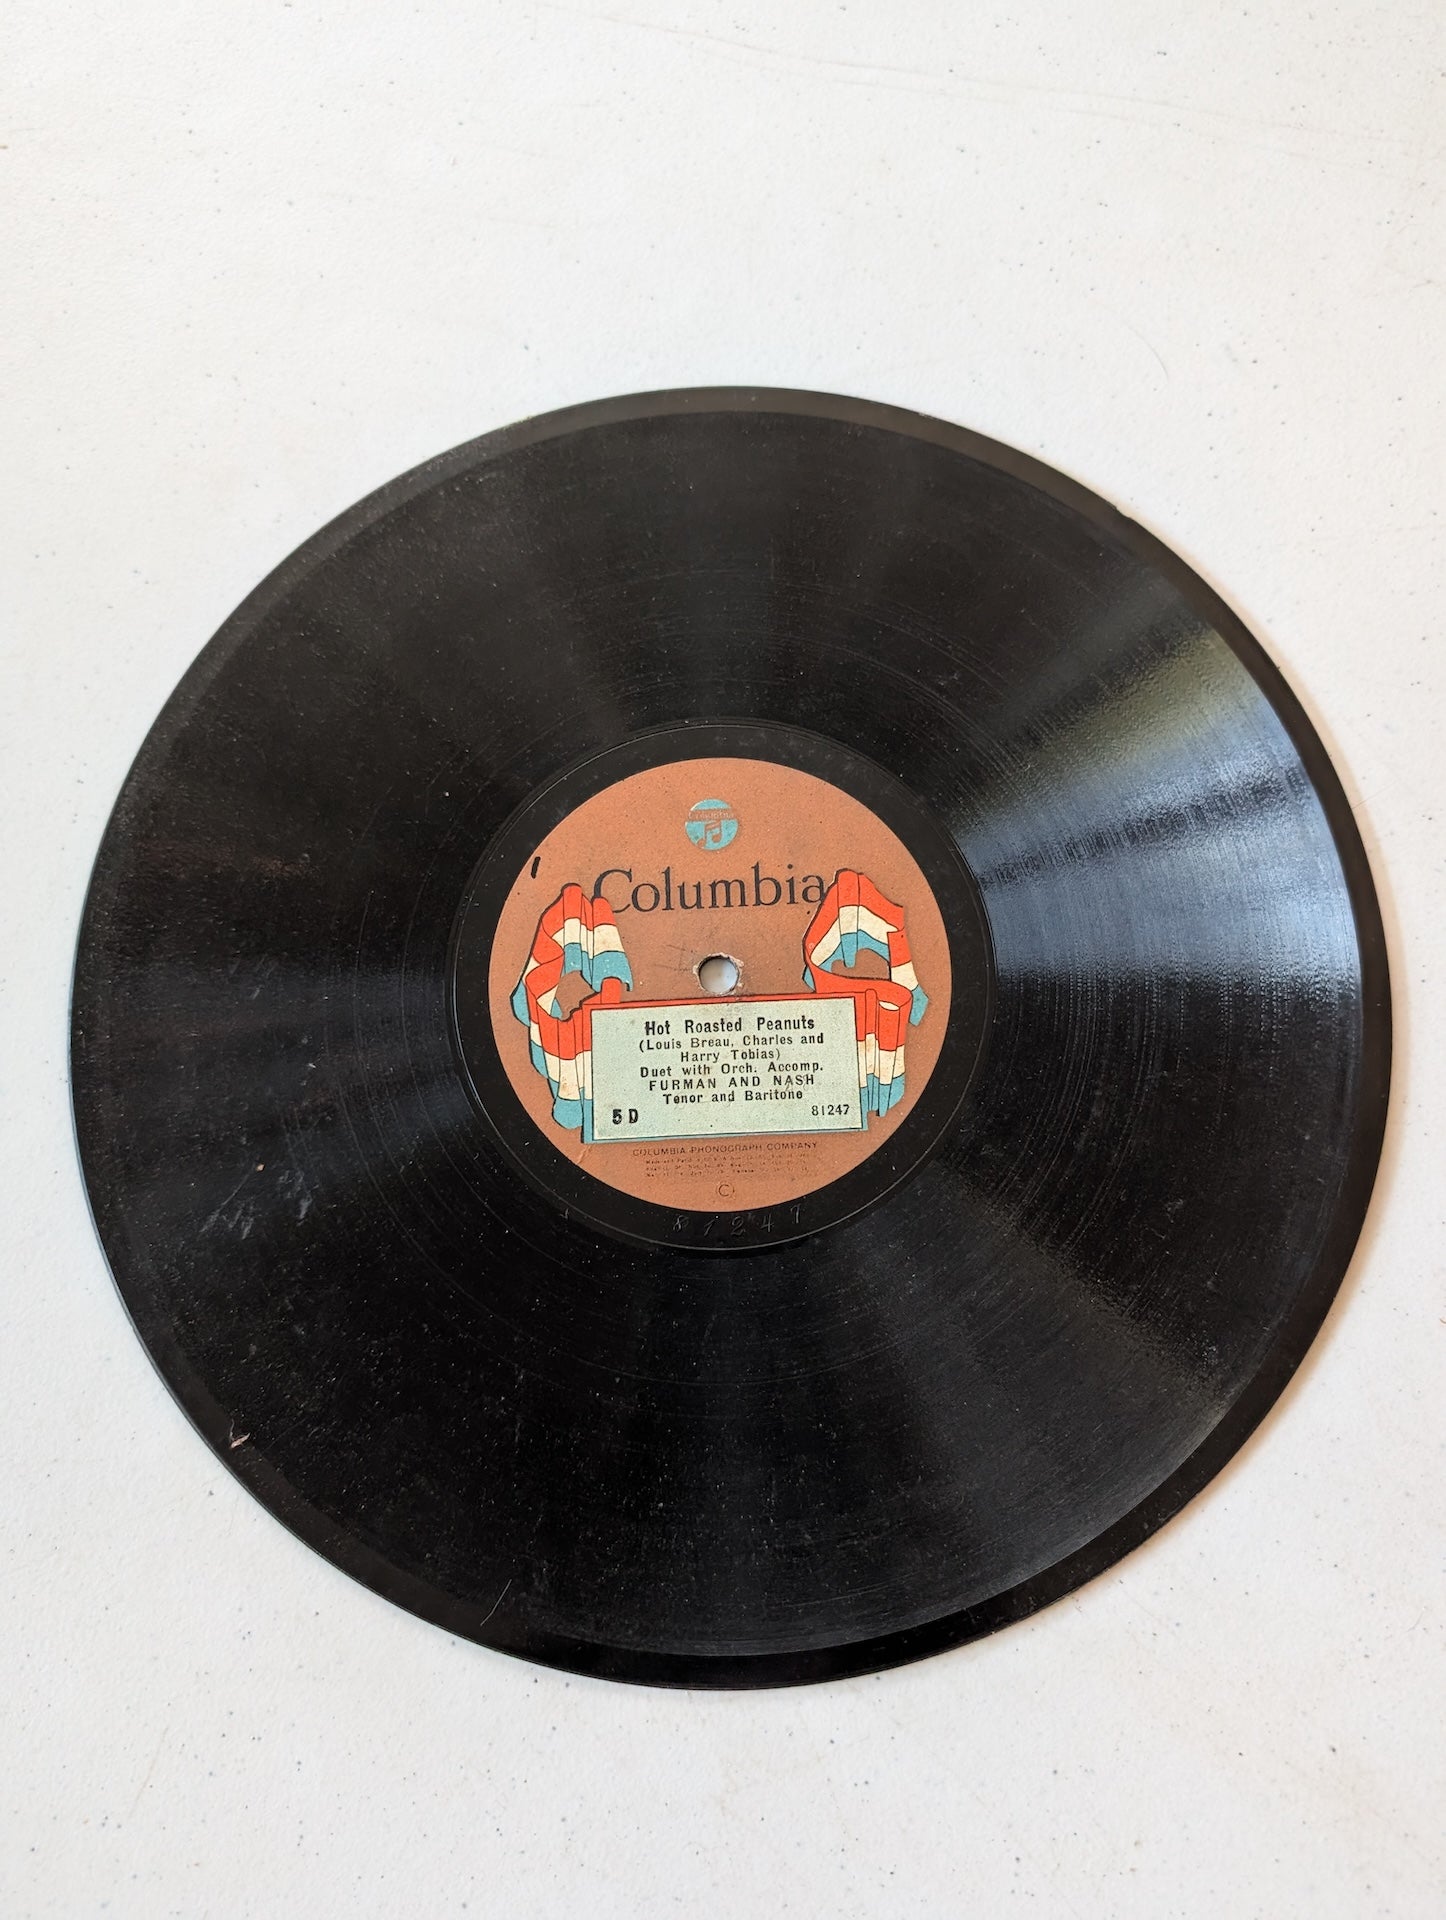 Columbia
Hot Roasted Peanuts
(Louis Breau, Charles and
Harry Tobias)
Duet with Orch. Accomp.
FURMAN AND NASH
Tenor and Baritone
5 D 81247
COLUMBIA PHONOGRAPH COMPANY
C
81247